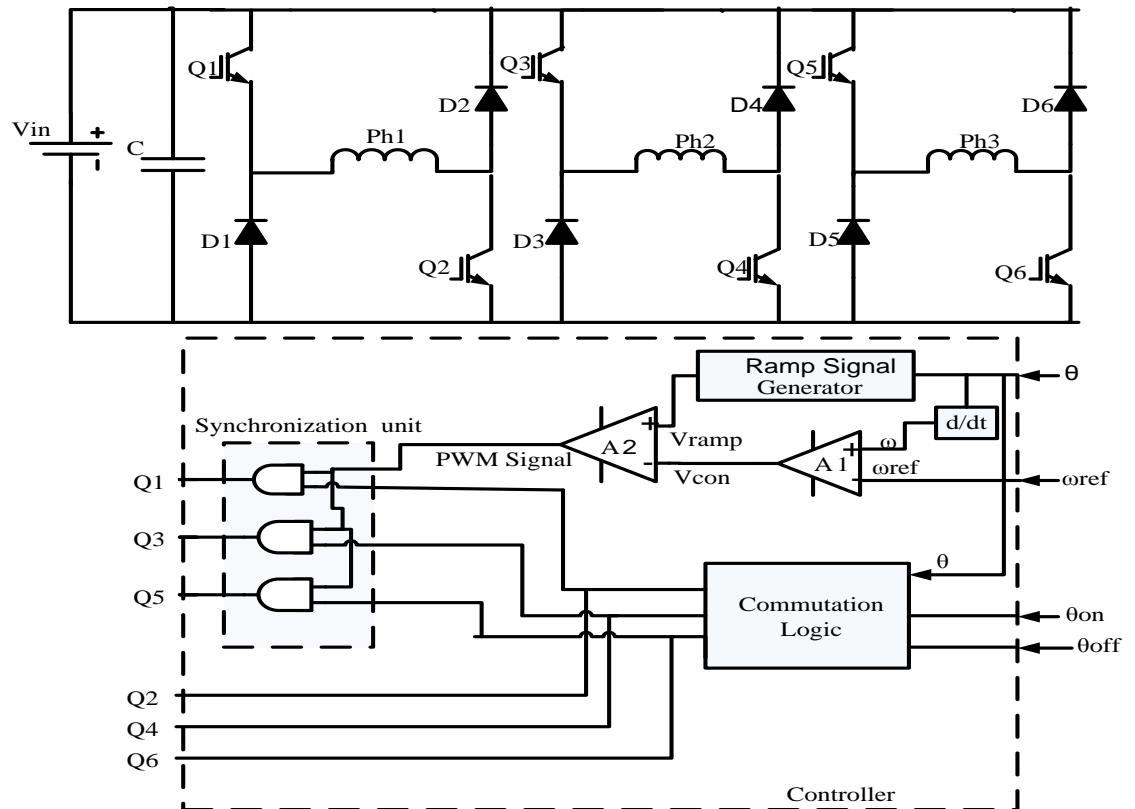 Q1
Q3
Q5
D2
D4
D6
Vin
+
-
C
Ph1
Ph2
Ph3
D1
D3
D5
Q2
Q4
Q6
Ramp Signal
Generator
θ
d/dt
Synchronization unit
+
Vramp
A2
-
Vcon
PWM Signal
ω
+
A1
ωref
-
ωref
Q1
Q3
Q5
θ
Commutation
Logic
θon
θoff
Q2
Q4
Q6
Controller